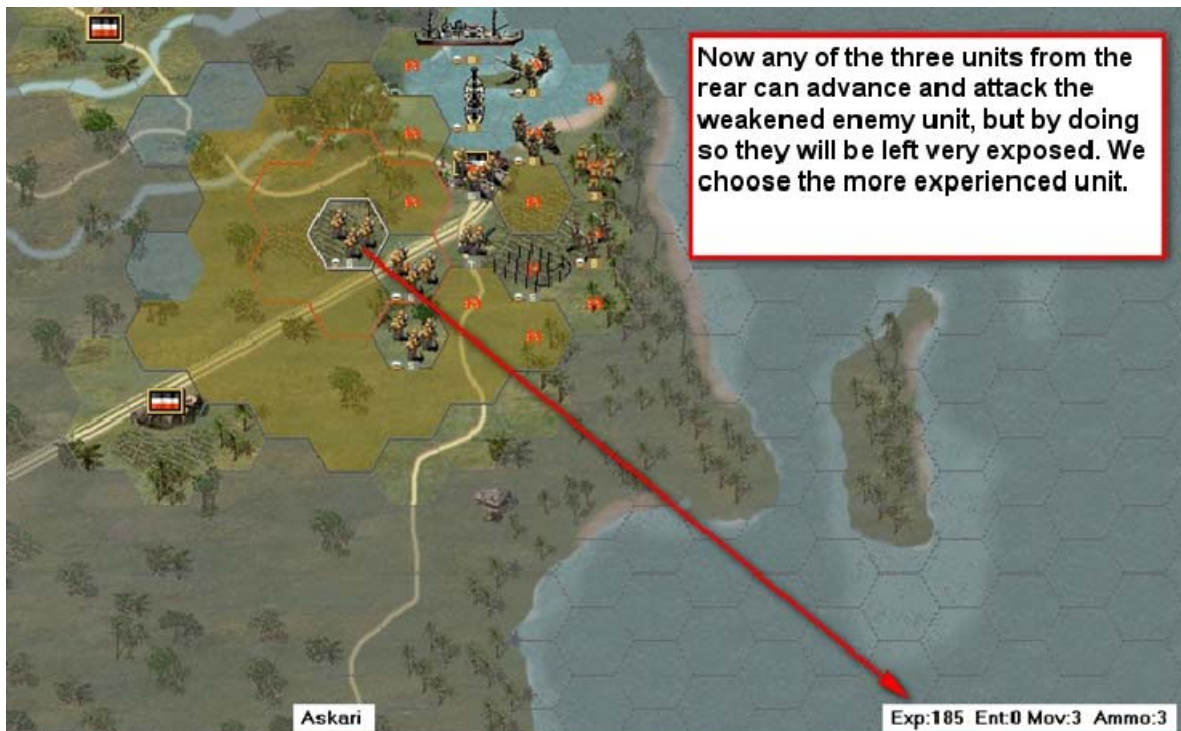 Now any of the three units from the
rear can advance and attack the
weakened enemy unit, but by doing
so they will be left very exposed. We
choose the more experienced unit.
Askari
Exp:185 Ent:0 Mov:3 Ammo:3